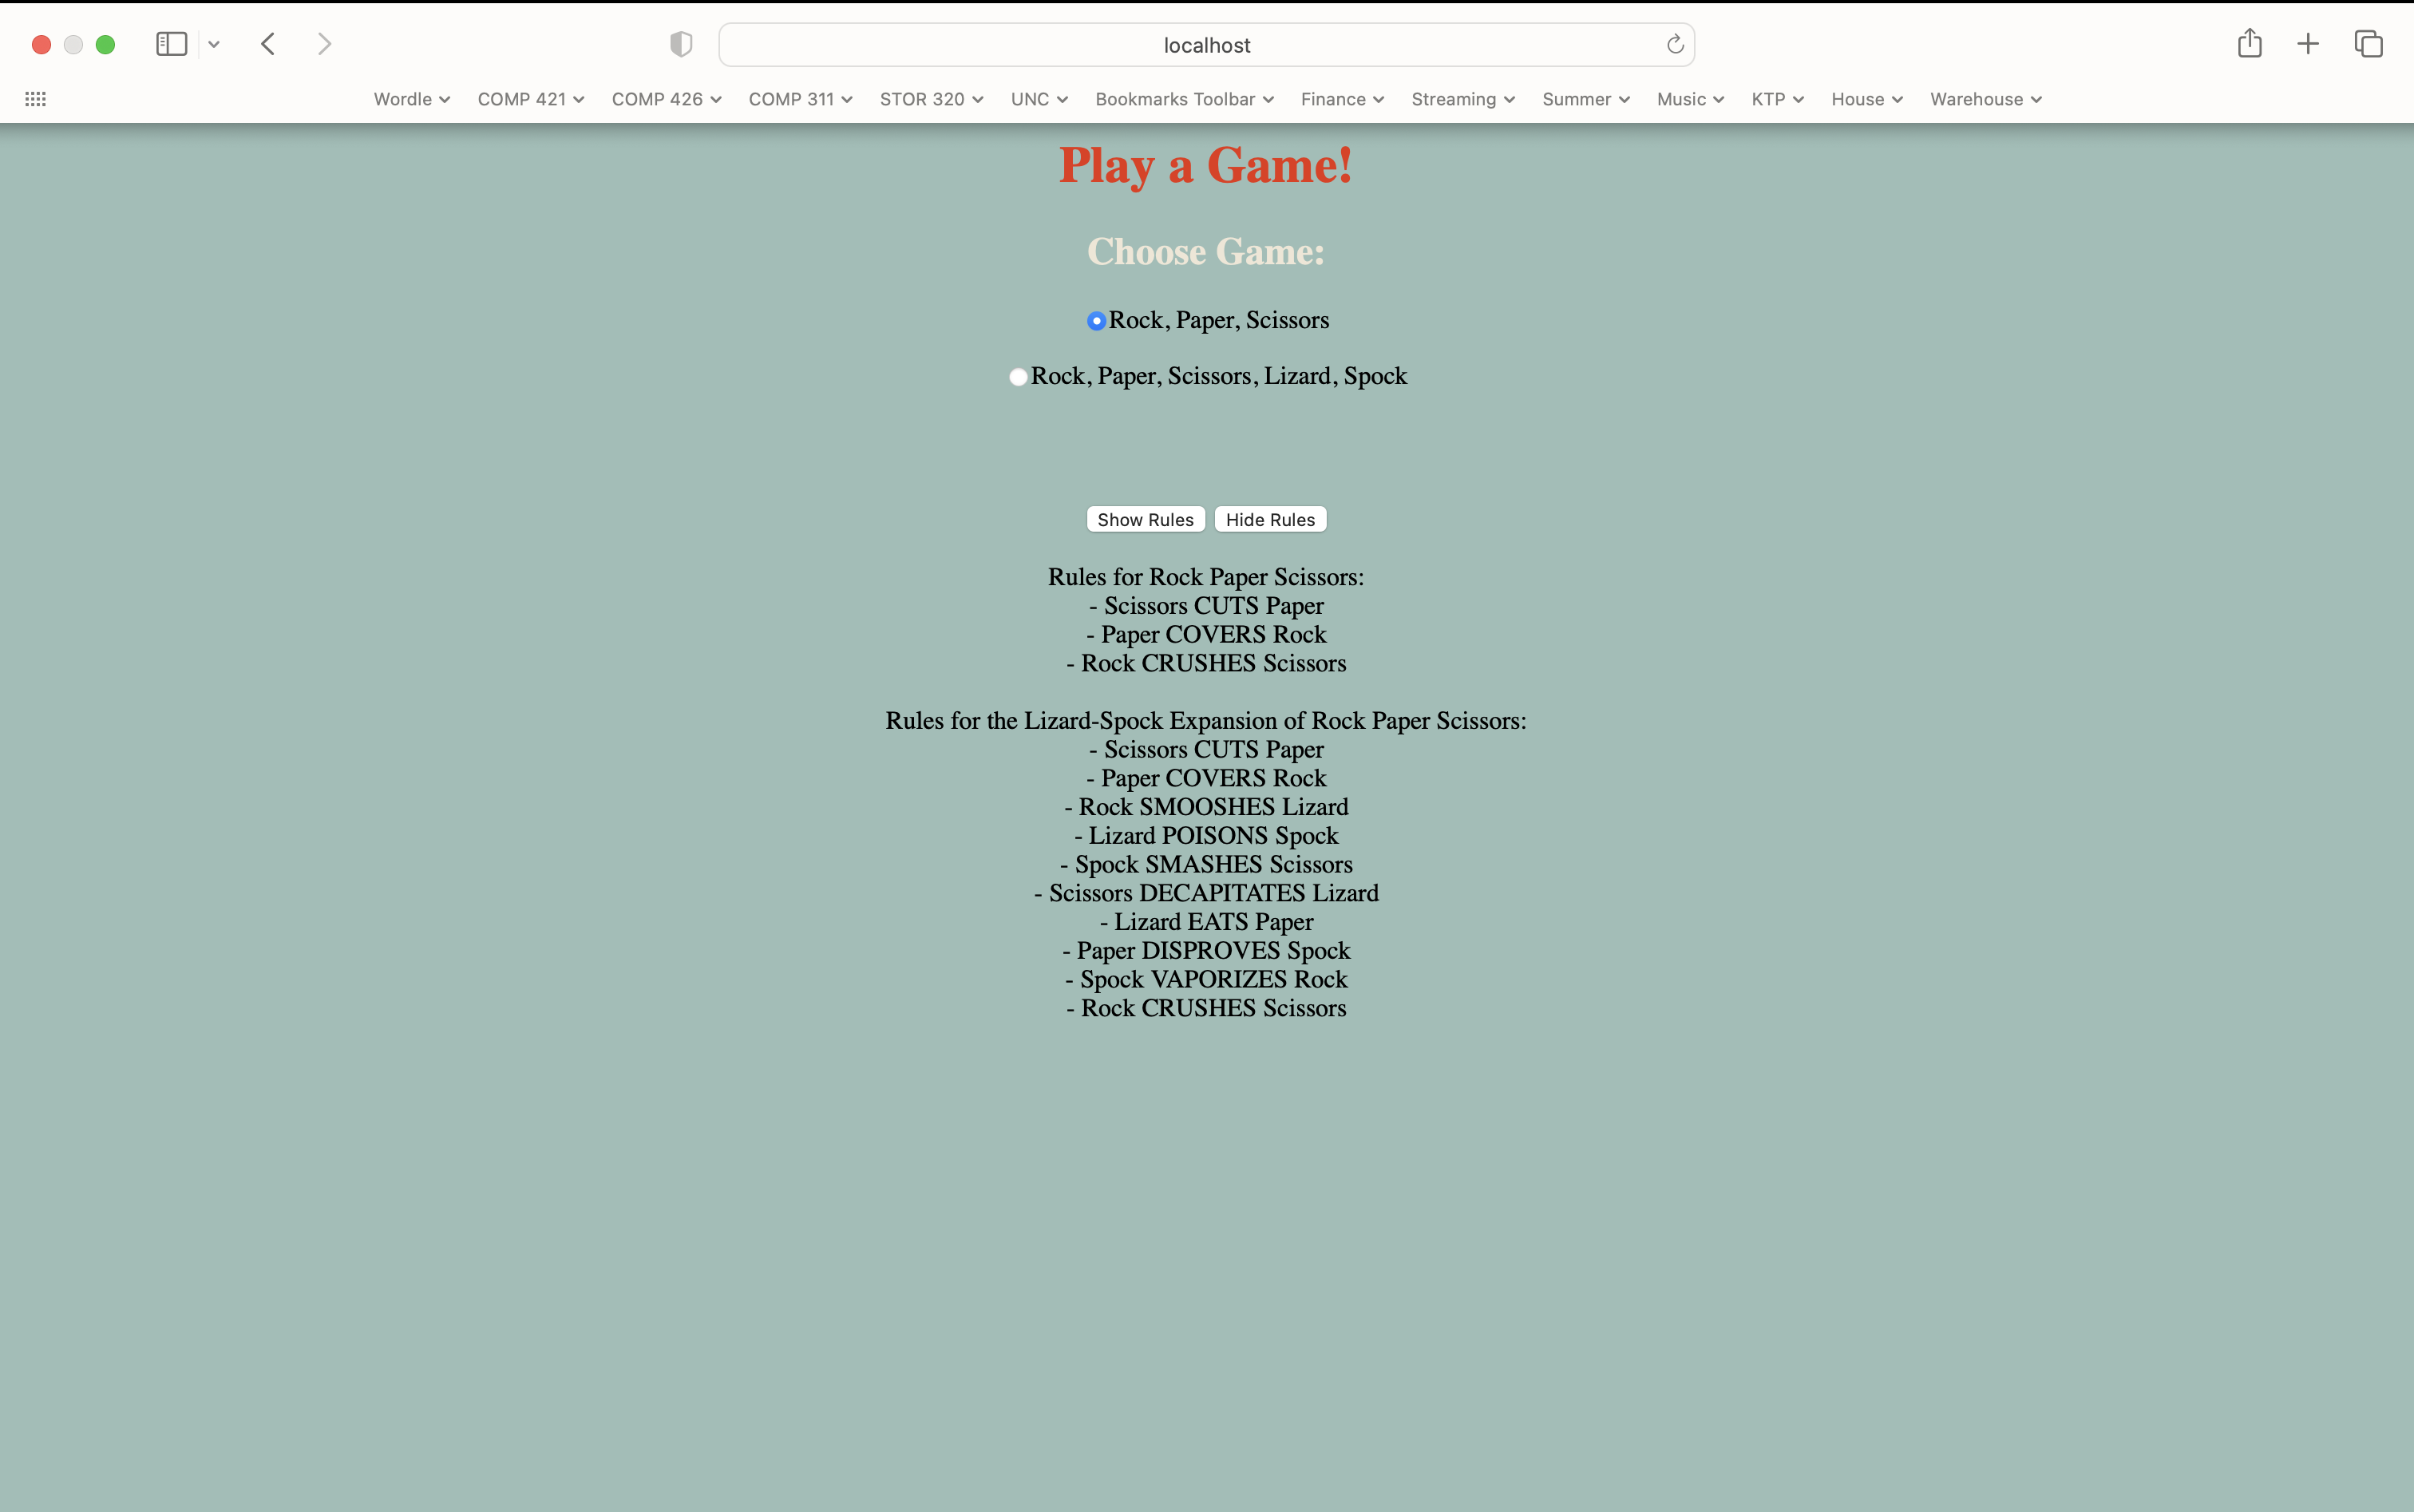 localhost
Wordle COMP 421 COMP 426 COMP 311 STOR 320 UNC Bookmarks Toolbar Finance Streaming Summer Music KTP House Warehouse
Play a Game!
Choose Game:
Rock, Paper, Scissors
Rock, Paper, Scissors, Lizard, Spock
Show Rules Hide Rules
Rules for Rock Paper Scissors:
- Scissors CUTS Paper
- Paper COVERS Rock
- Rock CRUSHES Scissors
Rules for the Lizard-Spock Expansion of Rock Paper Scissors:
- Scissors CUTS Paper
- Paper COVERS Rock
- Rock SMOOSHES Lizard
- Lizard POISONS Spock
- Spock SMASHES Scissors
- Scissors DECAPITATES Lizard
- Lizard EATS Paper
- Paper DISPROVES Spock
- Spock VAPORIZES Rock
- Rock CRUSHES Scissors